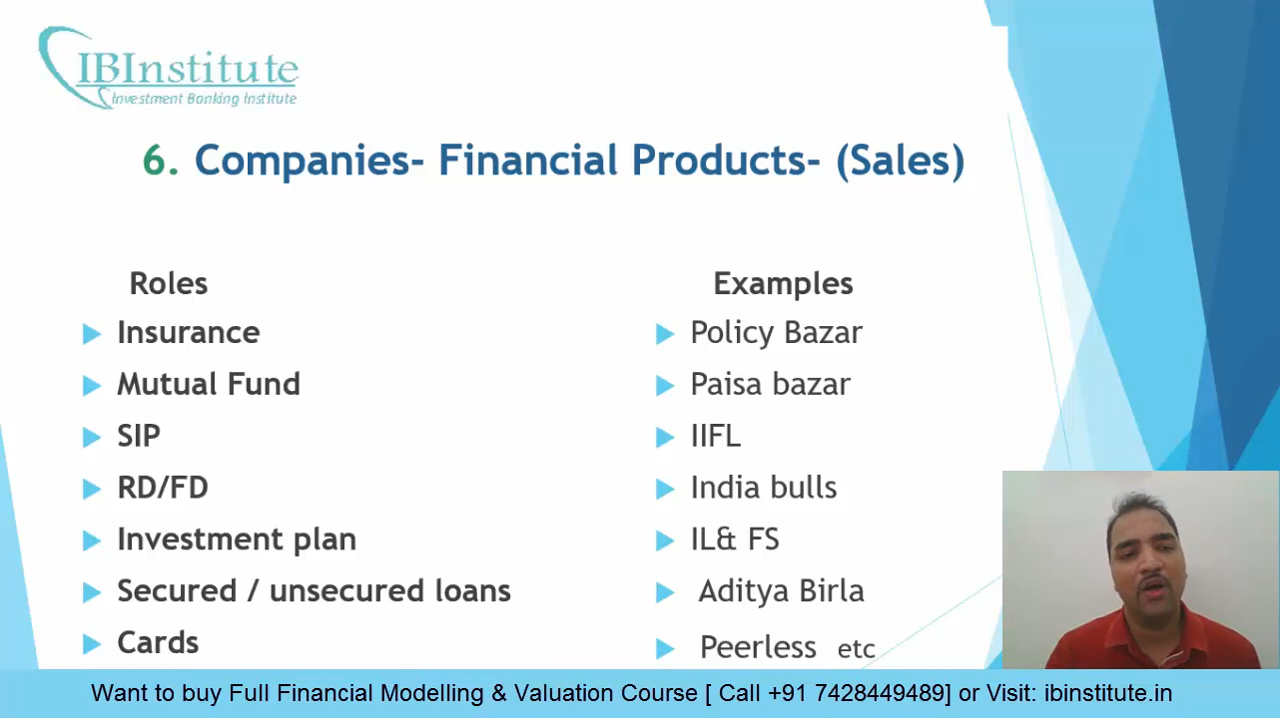 IBInstitute
Investment Banking Institute
6. Companies- Financial Products- (Sales)
Roles
Insurance
Mutual Fund
SIP
RD/FD
Investment plan
Secured / unsecured loans
Cards
Examples
Policy Bazar
Paisa bazar
IIFL
India bulls
IL& FS
Aditya Birla
Peerless etc
Want to buy Full Financial Modelling & Valuation Course [ Call +91 7428449489] or Visit: ibinstitute.in